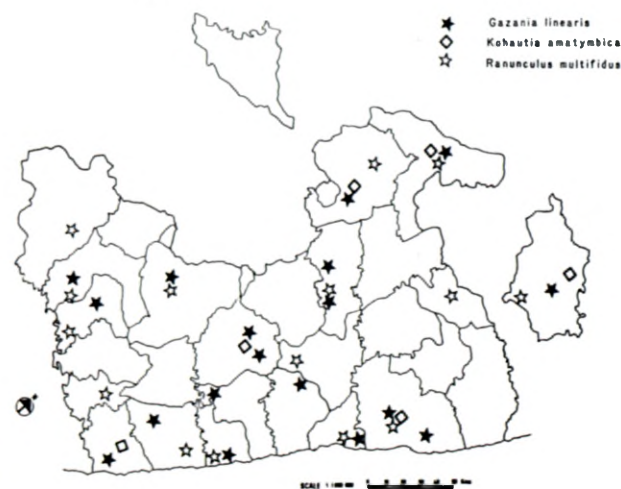 Gazania linearis
Kohautia amatymbica
Ranunculus multifidus
SCALE